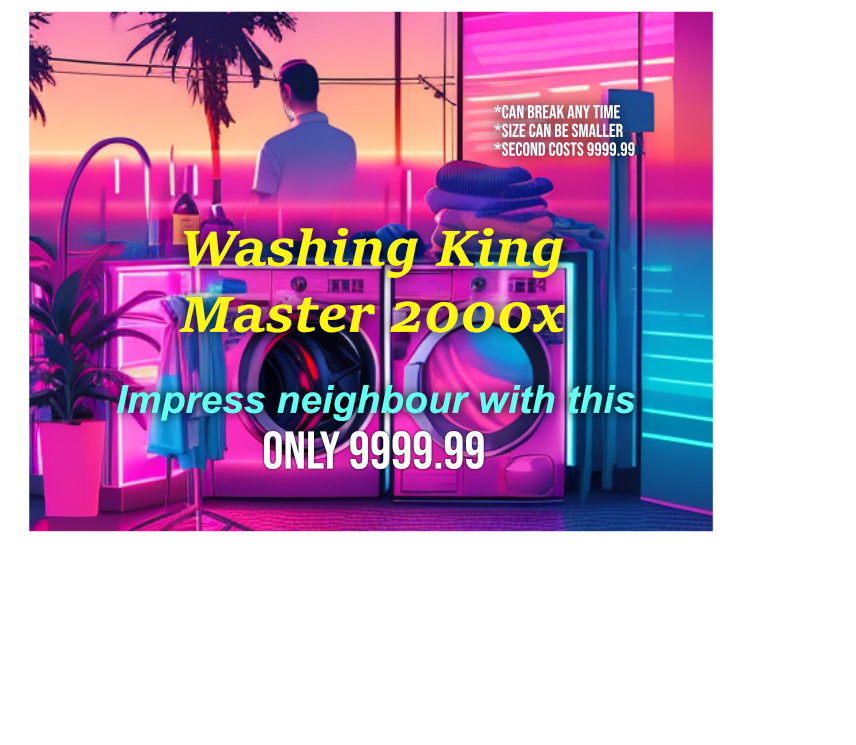 *CAN BREAK ANY TIME
*SIZE CAN BE SMALLER
*SECOND COSTS 9999.99
Washing King
Master 2000x
Impress neighbour with this
ONLY 9999.99